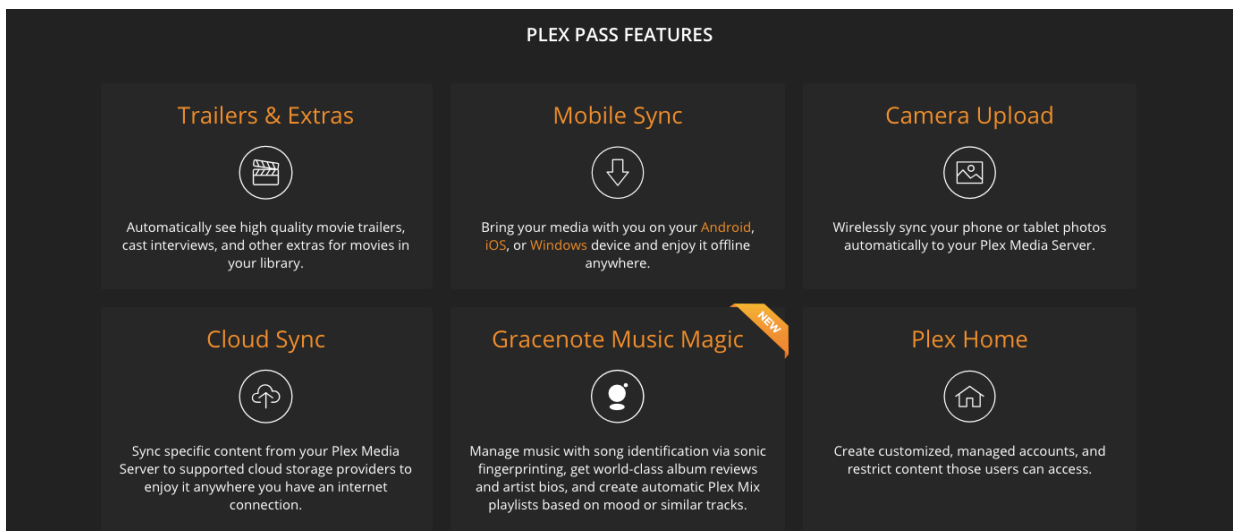 PLEX PASS FEATURES
Trailers & Extras
Automatically see high quality movie trailers,
cast interviews, and other extras for movies in
your library.
Mobile Sync
Bring your media with you on your Android,
iOS, or Windows device and enjoy it offline
anywhere.
Camera Upload
Wirelessly sync your phone or tablet photos
automatically to your Plex Media Server.
Cloud Sync
Sync specific content from your Plex Media
Server to supported cloud storage providers to
enjoy it anywhere you have an internet
connection.
NEW
Gracenote Music Magic
Manage music with song identification via sonic
fingerprinting, get world-class album reviews
and artist bios, and create automatic Plex Mix
playlists based on mood or similar tracks.
Plex Home
Create customized, managed accounts, and
restrict content those users can access.